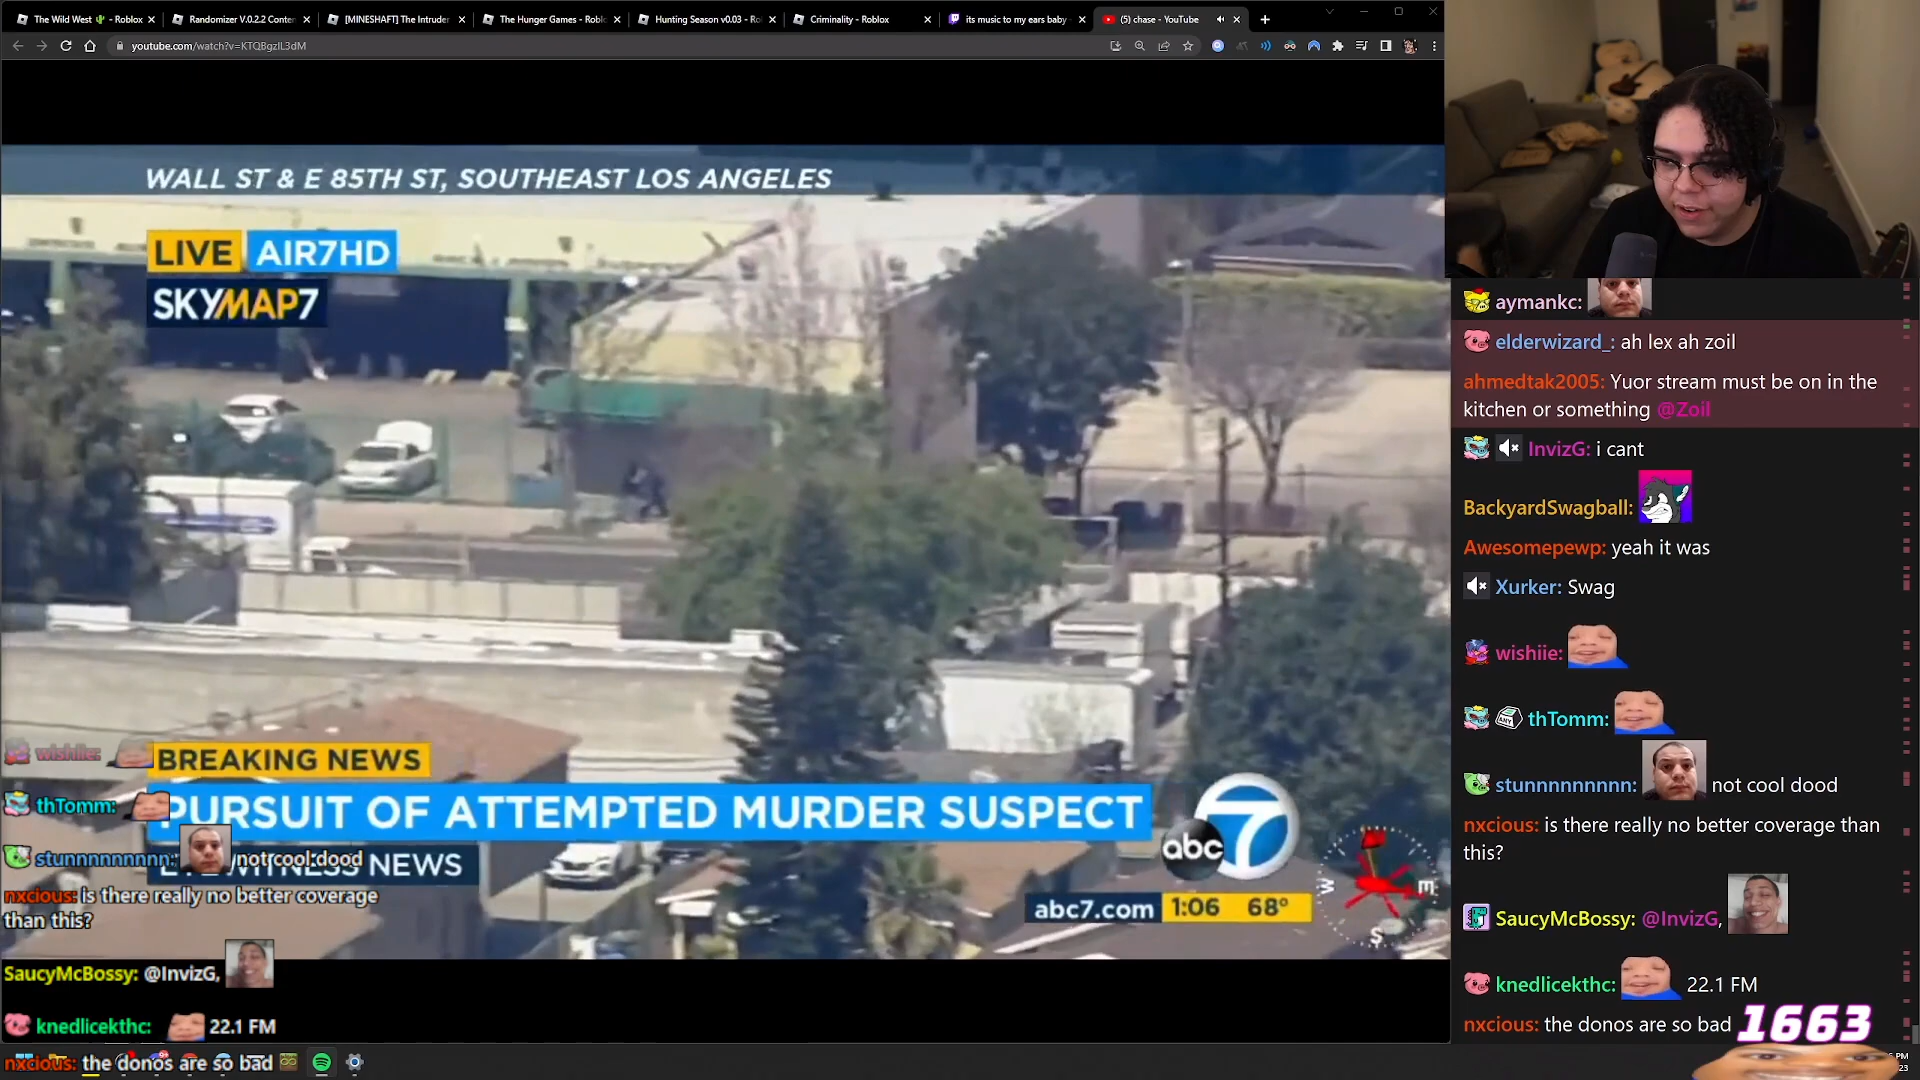 The Wild West 🌵 - Roblox
Randomizer V.0.2.2 Conten
[MINESHAFT] The Intruder
The Hunger Games - Roblo
Hunting Season v0.03 - Ro
Criminality - Roblox
its music to my ears baby
(5) chase - YouTube
youtube.com/watch?v=KTQBgzlL3dM
WALL ST & E 85TH ST, SOUTHEAST LOS ANGELES
LIVE AIR7HD
SKYMAP7
BREAKING NEWS
PURSUIT OF ATTEMPTED MURDER SUSPECT
NEWS
abc 7
abc7.com 1:06 68°
W E
S
wishiie:
thTomm:
stunnnnnnnnn: not cool dood
nxcious: is there really no better coverage
than this?
SaucyMcBossy: @InvizG,
knedlicekthc: 22.1 FM
nxcious: the donos are so bad
aymankc:
elderwizard_: ah lex ah zoil
ahmedtak2005: Yuor stream must be on in the
kitchen or something @Zoil
InvizG: i cant
BackyardSwagball:
Awesomepewp: yeah it was
Xurker: Swag
wishiie:
thTomm:
stunnnnnnnnn: not cool dood
nxcious: is there really no better coverage than
this?
SaucyMcBossy: @InvizG,
knedlicekthc: 22.1 FM
nxcious: the donos are so bad
1663